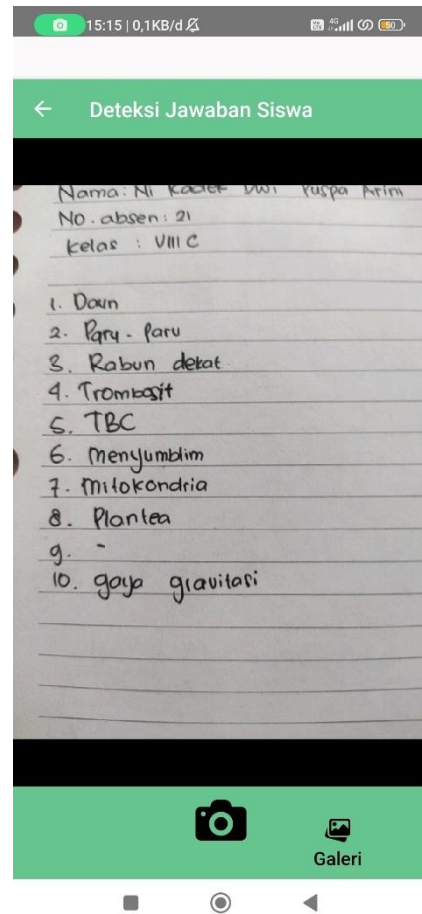 15:15 | 0,1KB/d
4G
50
Deteksi Jawaban Siswa
Nama: Ni Kadek Dwi Puspa Arini
No. absen: 21
kelas : VIII C
1. Daun
2. Paru - Paru
3. Rabun dekat.
4. Trombosit
5. TBC
6. menyumblim
7. mitokondria
8. Plantea
9. -
10. gaya gravitasi
Galeri